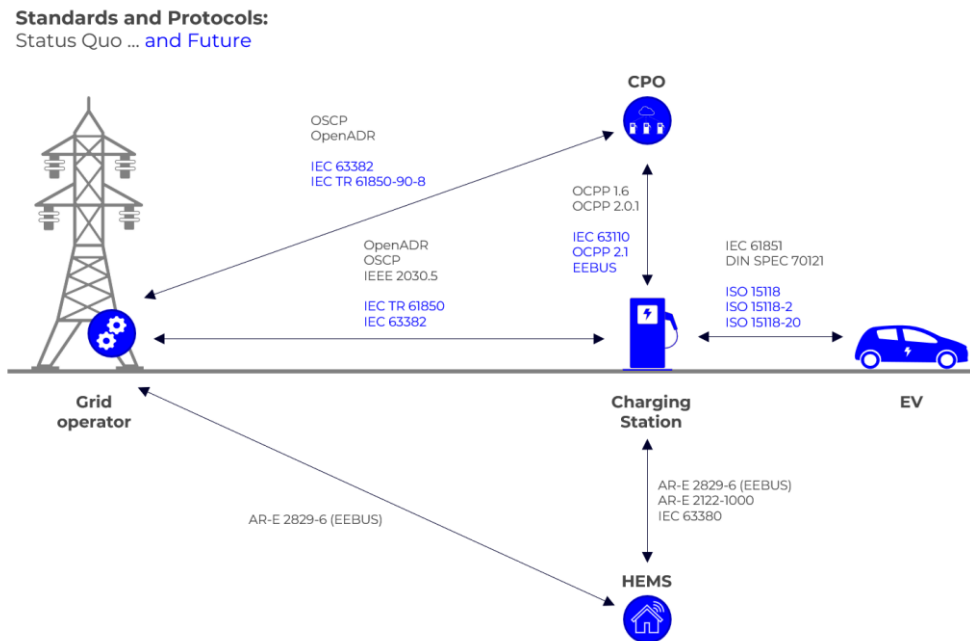 Standards and Protocols:
Status Quo ... and Future
CPO
OSCP
OpenADR
IEC 63382
IEC TR 61850-90-8
OCPP 1.6
OCPP 2.0.1
IEC 63110
OCPP 2.1
EEBUS
OpenADR
OSCP
IEEE 2030.5
IEC TR 61850
IEC 63382
IEC 61851
DIN SPEC 70121
ISO 15118
ISO 15118-2
ISO 15118-20
Grid
operator
Charging
Station
EV
AR-E 2829-6 (EEBUS)
AR-E 2829-6 (EEBUS)
AR-E 2122-1000
IEC 63380
HEMS